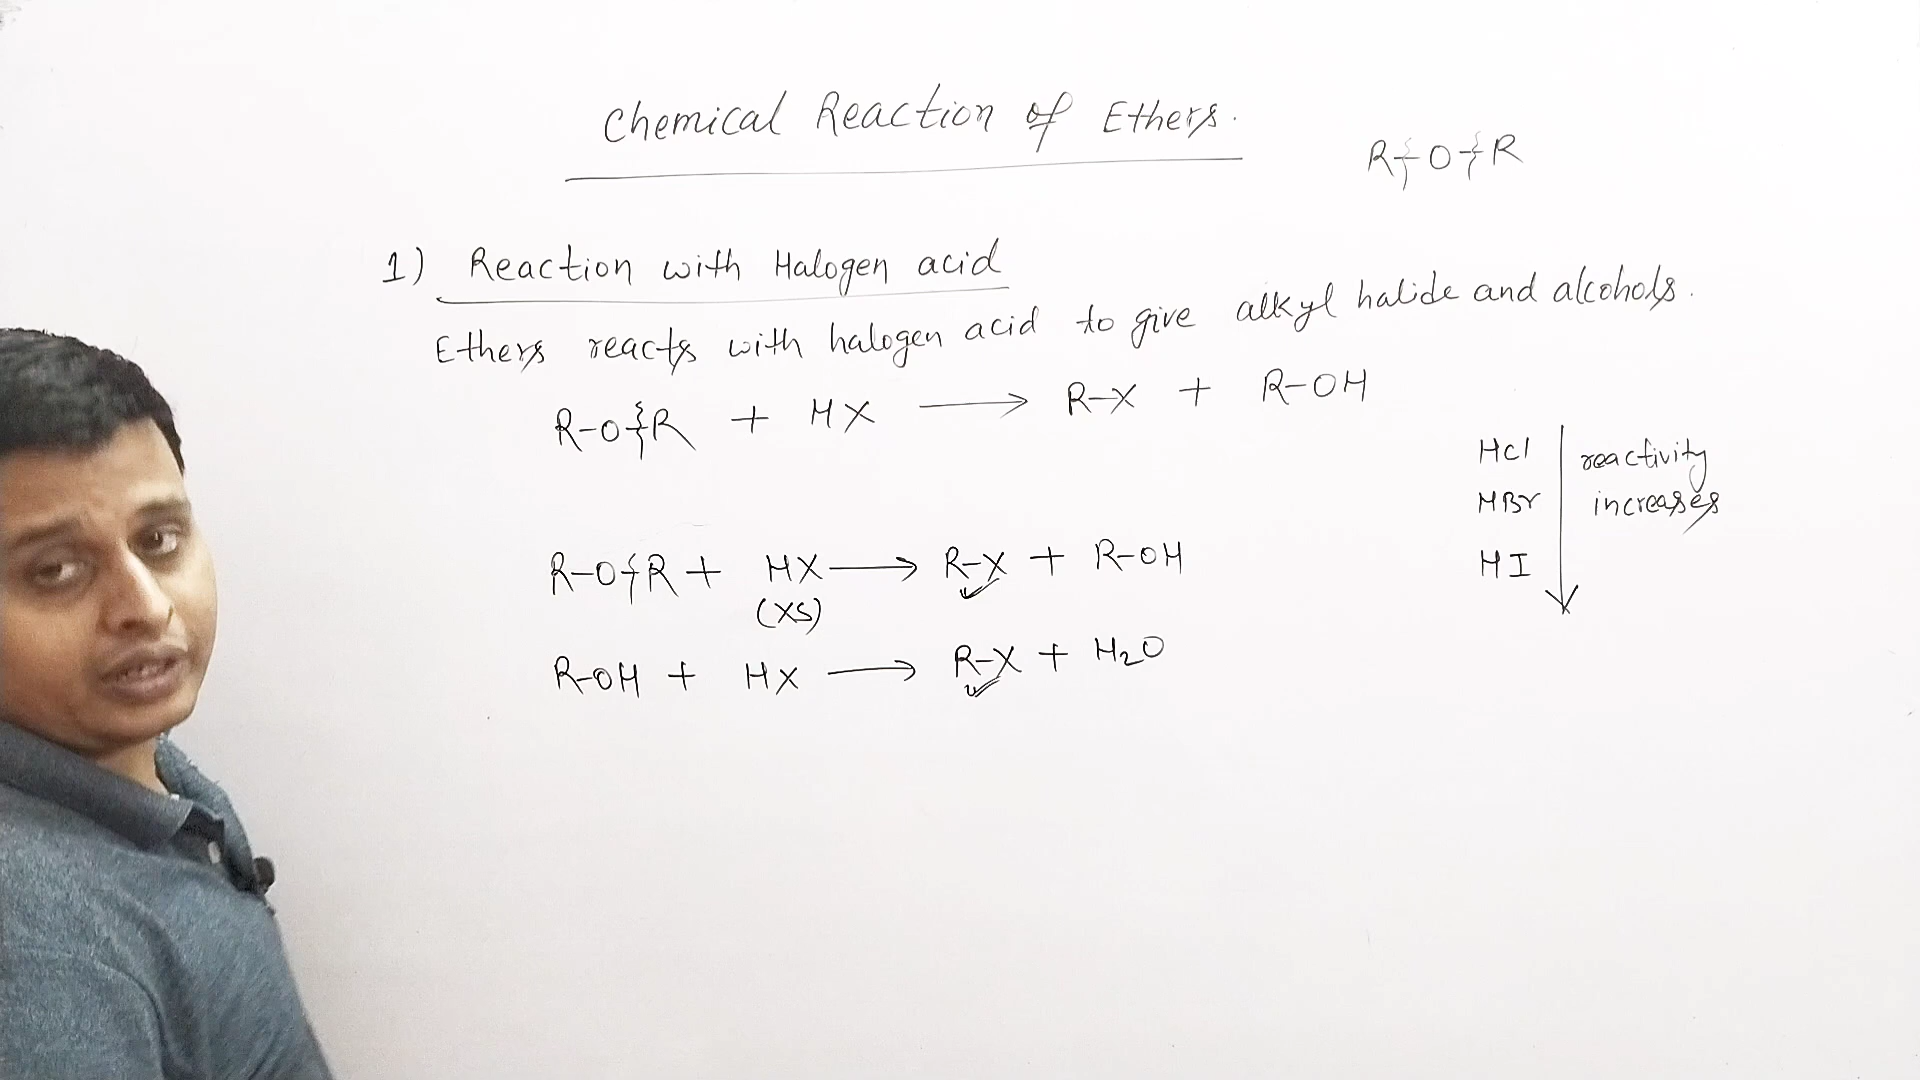 Chemical Reaction of Ethers.
R-O-R
1) Reaction with Halogen acid
Ethers reacts with halogen acid to give alkyl halide and alcohols.
R-O-R + HX ⟶ R-X + R-OH
HCl
HBr
HI
reactivity
increases
R-O-R + HX ⟶ R-X + R-OH
(XS)
R-OH + HX ⟶ R-X + H₂O